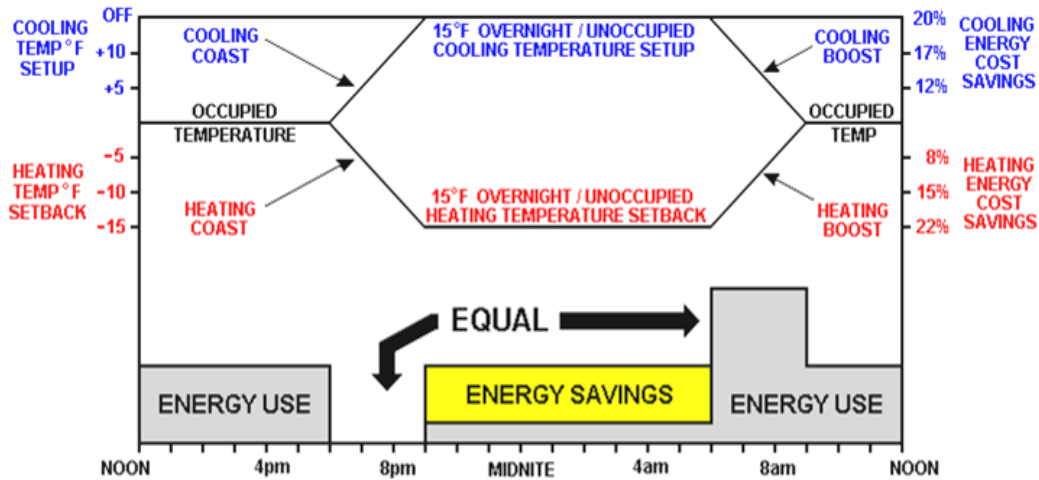 COOLING
TEMP °F
SETUP
OFF
+10
+5
COOLING
COAST
15°F OVERNIGHT / UNOCCUPIED
COOLING TEMPERATURE SETUP
COOLING
BOOST
20%
17%
12%
COOLING
ENERGY
COST
SAVINGS
OCCUPIED
TEMPERATURE
OCCUPIED
TEMP
HEATING
TEMP °F
SETBACK
-5
-10
-15
HEATING
COAST
15°F OVERNIGHT / UNOCCUPIED
HEATING TEMPERATURE SETBACK
HEATING
BOOST
8%
15%
22%
HEATING
ENERGY
COST
SAVINGS
EQUAL
ENERGY USE
ENERGY SAVINGS
ENERGY USE
NOON
4pm
8pm
MIDNITE
4am
8am
NOON